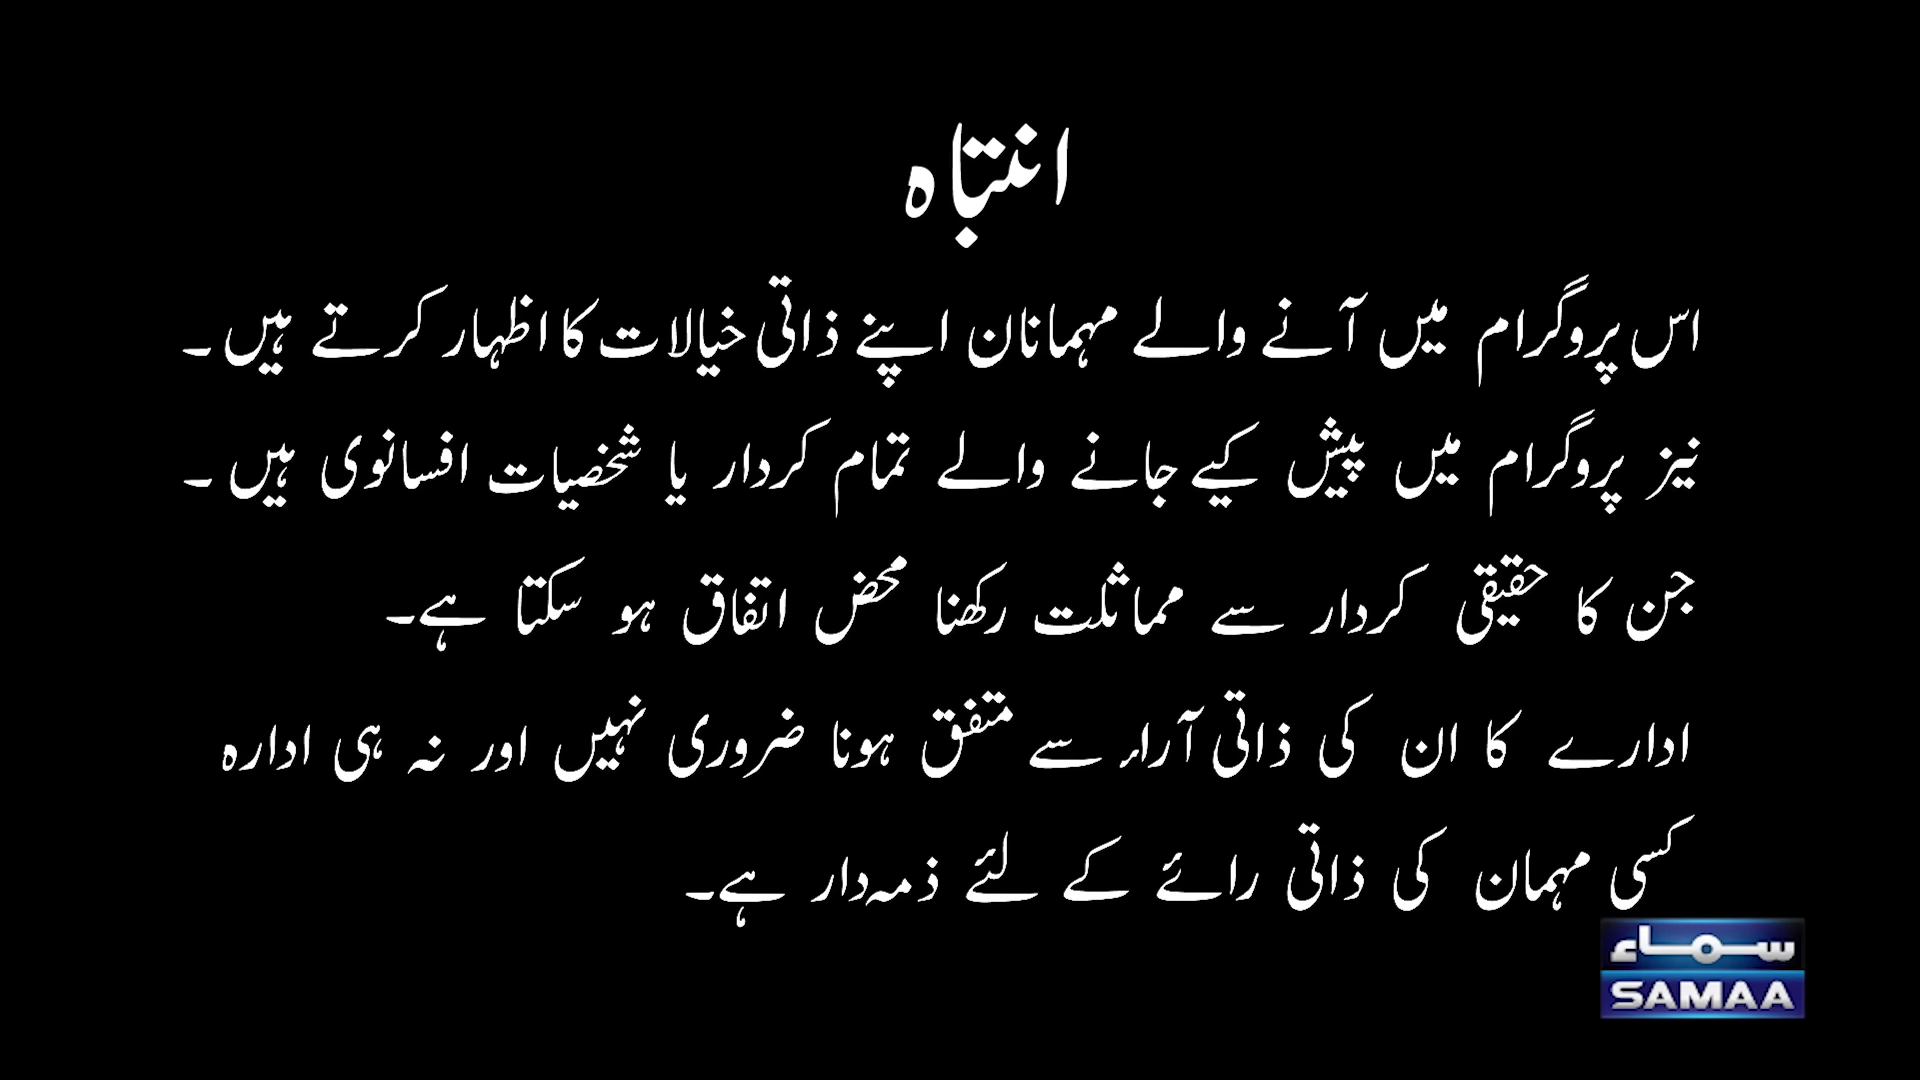 انتباہ
اس پروگرام میں آنے والے مہمانان اپنے ذاتی خیالات کا اظہار کرتے ہیں۔
نیز پروگرام میں پیش کیے جانے والے تمام کردار یا شخصیات افسانوی ہیں۔
جن کا حقیقی کردار سے مماثلت رکھنا محض اتفاق ہو سکتا ہے۔
ادارے کا ان کی ذاتی آراء سے متفق ہونا ضروری نہیں اور نہ ہی ادارہ
کسی مہمان کی ذاتی رائے کے لئے ذمہ دار ہے۔
سماء
SAMAA